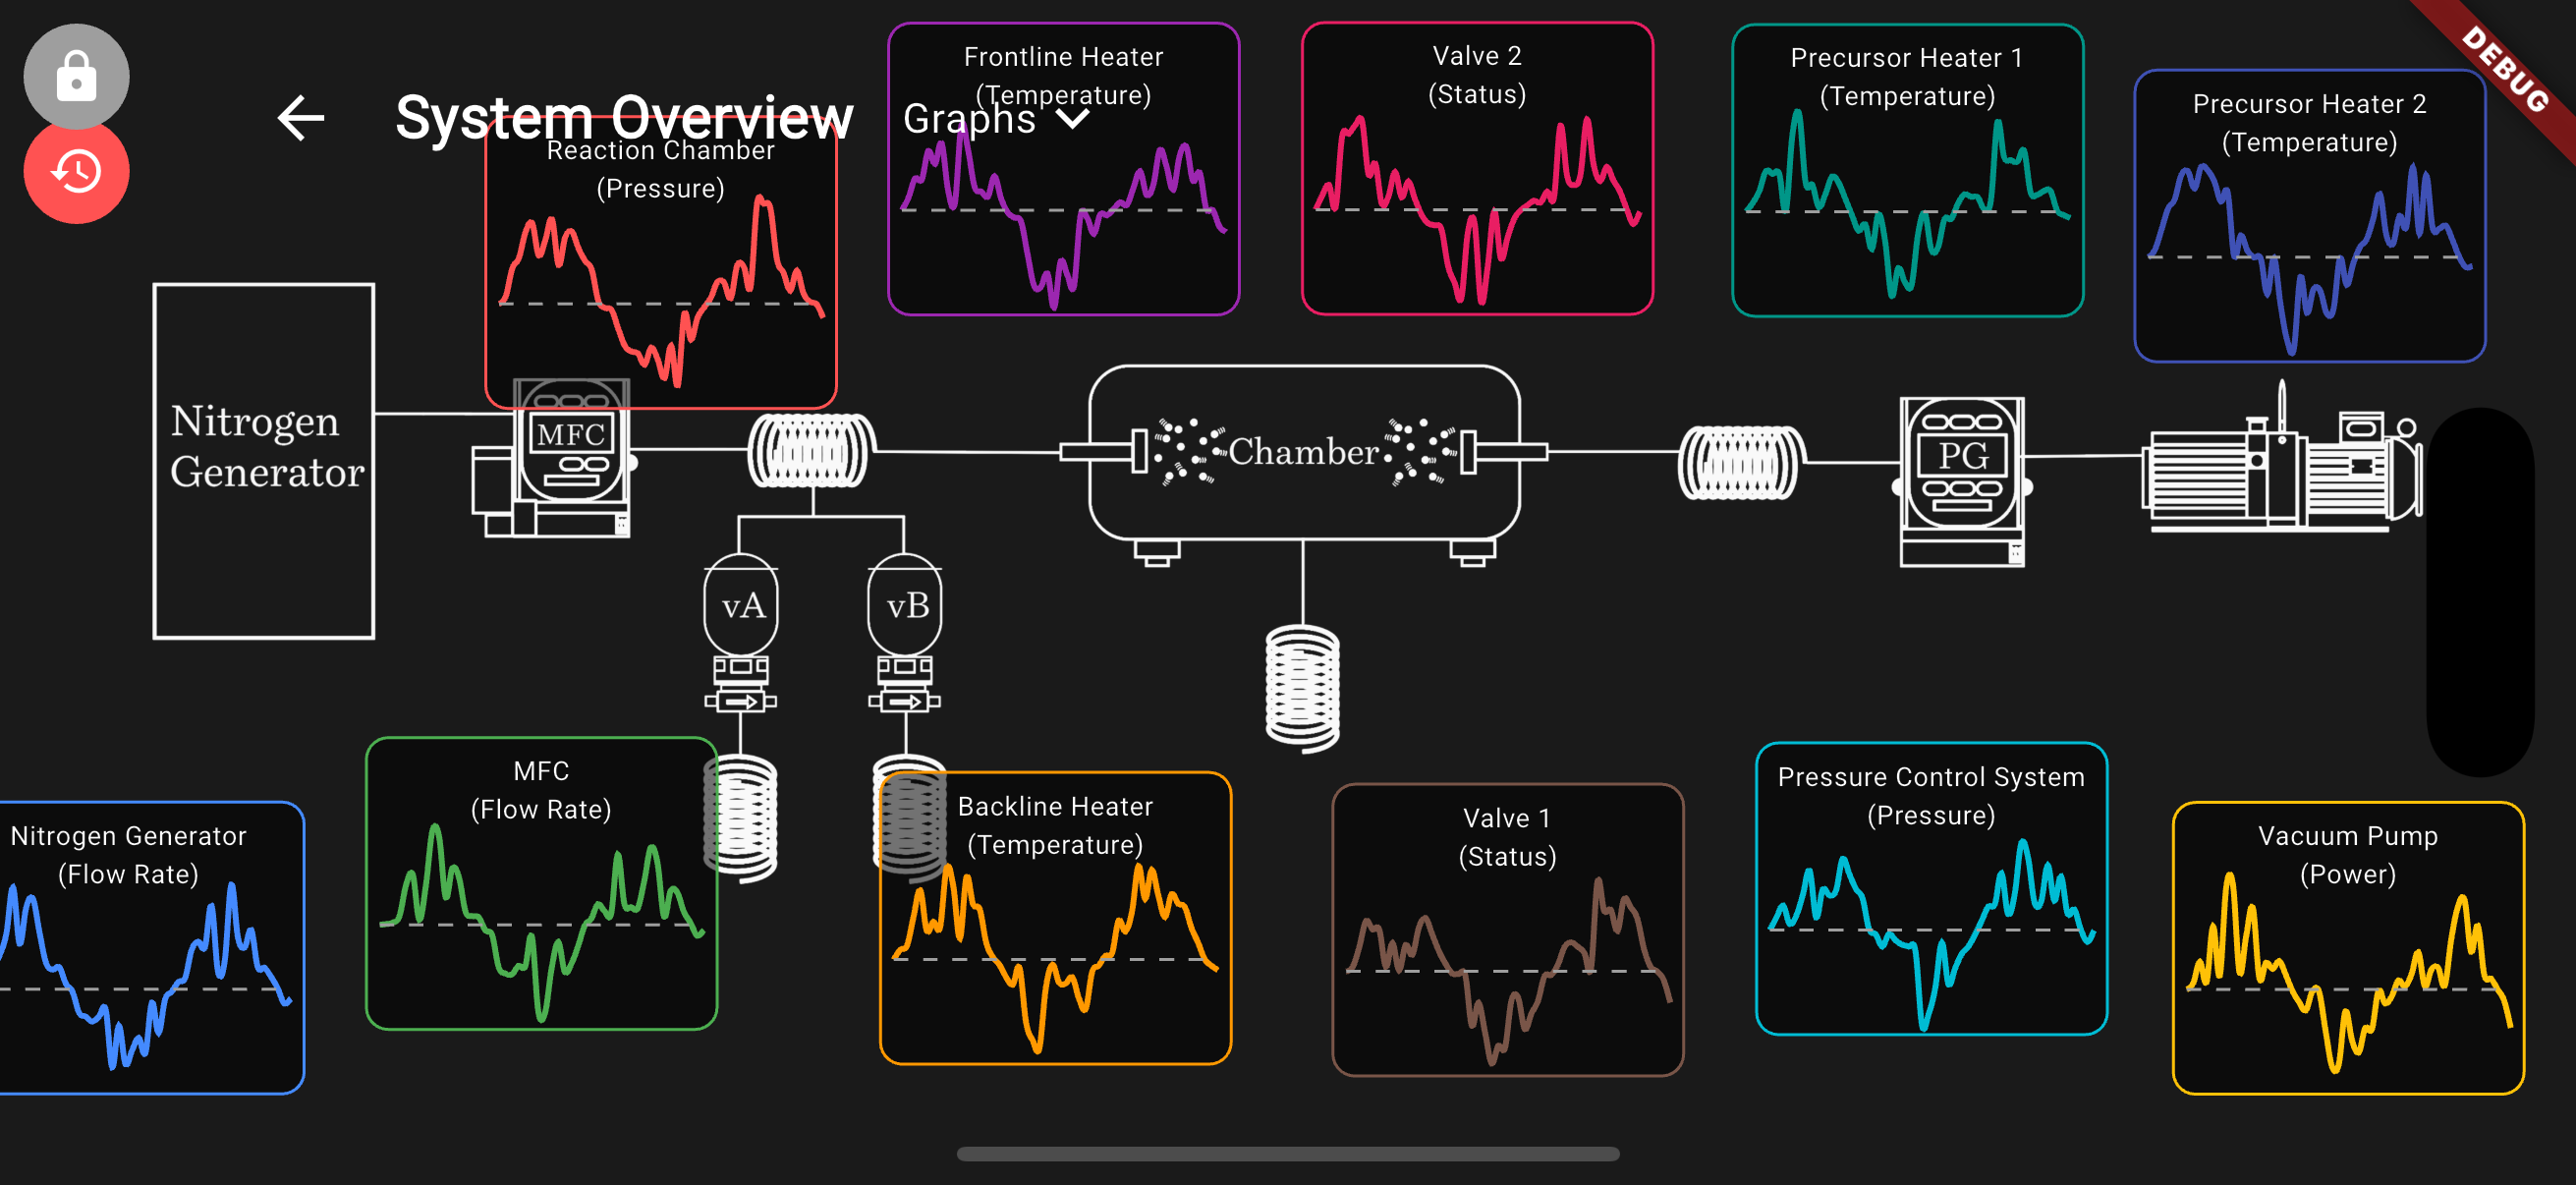 System Overview
Graphs
DEBUG
Reaction Chamber
(Pressure)
Frontline Heater
(Temperature)
Valve 2
(Status)
Precursor Heater 1
(Temperature)
Precursor Heater 2
(Temperature)
Nitrogen
Generator
MFC
Chamber
PG
vA
vB
Nitrogen Generator
(Flow Rate)
MFC
(Flow Rate)
Backline Heater
(Temperature)
Valve 1
(Status)
Pressure Control System
(Pressure)
Vacuum Pump
(Power)